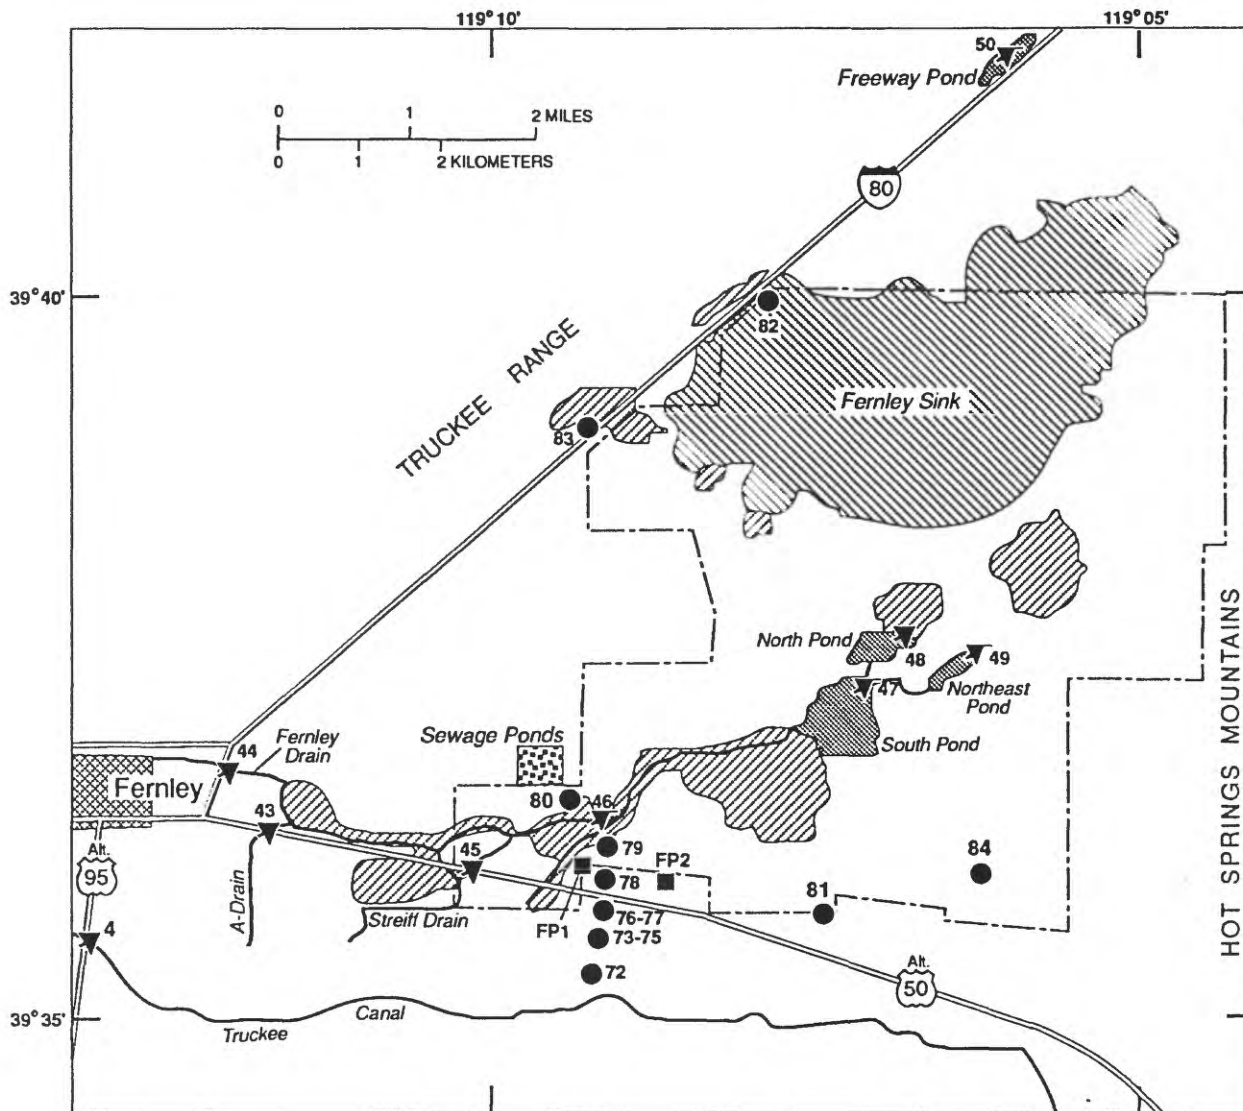 119°10'
119°05'
50
Freeway Pond
0 1 2 MILES
0 1 2 KILOMETERS
80
39°40'
82
TRUCKEE RANGE
Fernley Sink
83
HOT SPRINGS MOUNTAINS
North Pond
48
49
47
Northeast
Pond
South Pond
Fernley
Drain
Sewage Ponds
44
Fernley
80
46
43
79
45
84
FP2
78
Alt.
95
A-Drain
81
Streiff Drain
76-77
FP1
4
73-75
72
Alt.
50
39°35'
Canal
Truckee